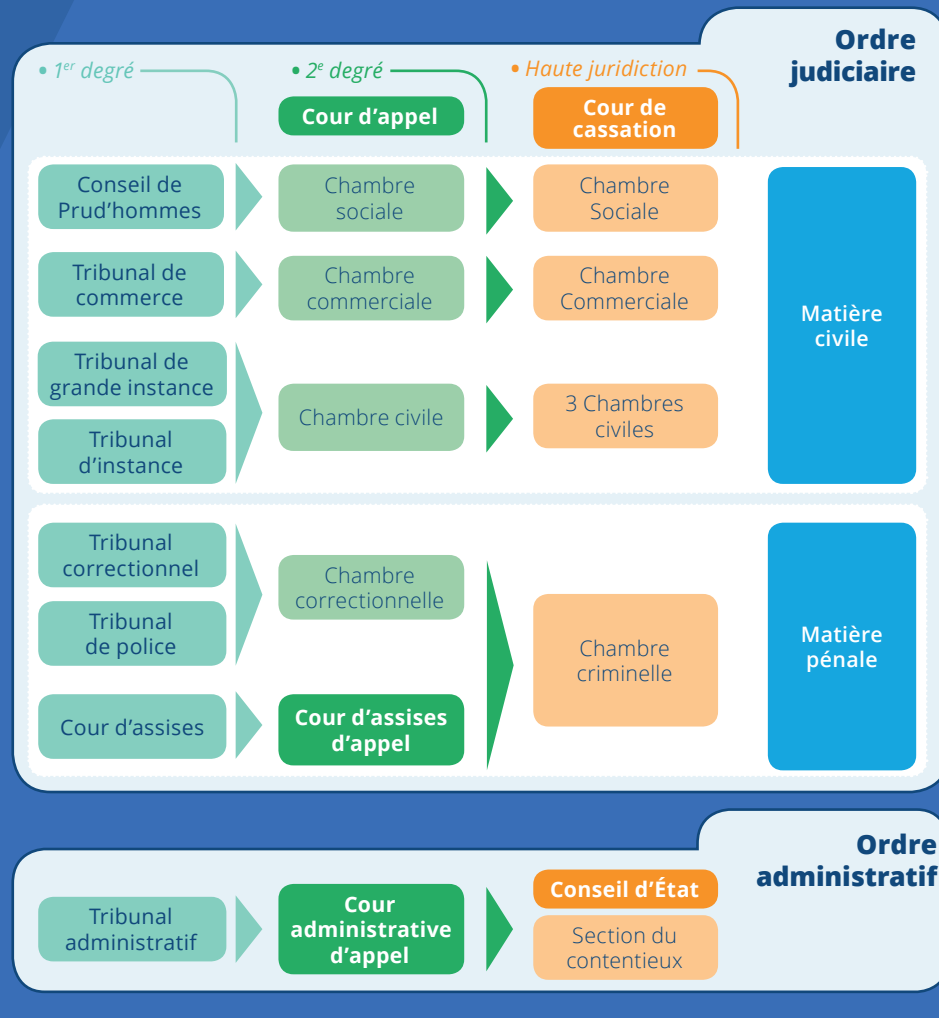 Ordre
judiciaire
• 1er degré
• 2e degré
• Haute juridiction
Cour d'appel
Cour de
cassation
Conseil de
Prud'hommes
Chambre
sociale
Chambre
Sociale
Tribunal de
commerce
Chambre
commerciale
Chambre
Commerciale
Tribunal de
grande instance
Tribunal
d'instance
Chambre civile
3 Chambres
civiles
Matière
civile
Tribunal
correctionnel
Tribunal
de police
Chambre
correctionnelle
Cour d'assises
Cour d'assises
d'appel
Chambre
criminelle
Matière
pénale
Ordre
administratif
Tribunal
administratif
Cour
administrative
d'appel
Conseil d'État
Section du
contentieux